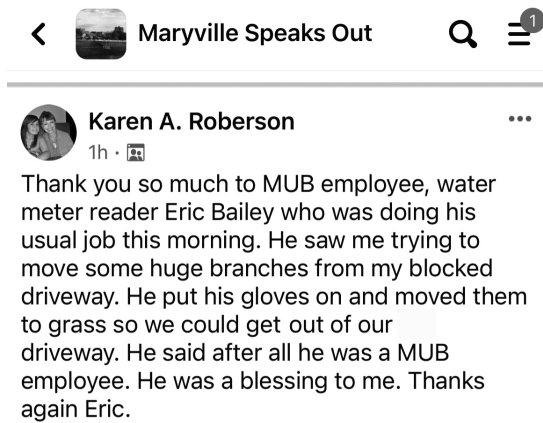 Maryville Speaks Out
1
Karen A. Roberson
1h ·
Thank you so much to MUB employee, water
meter reader Eric Bailey who was doing his
usual job this morning. He saw me trying to
move some huge branches from my blocked
driveway. He put his gloves on and moved them
to grass so we could get out of our
driveway. He said after all he was a MUB
employee. He was a blessing to me. Thanks
again Eric.